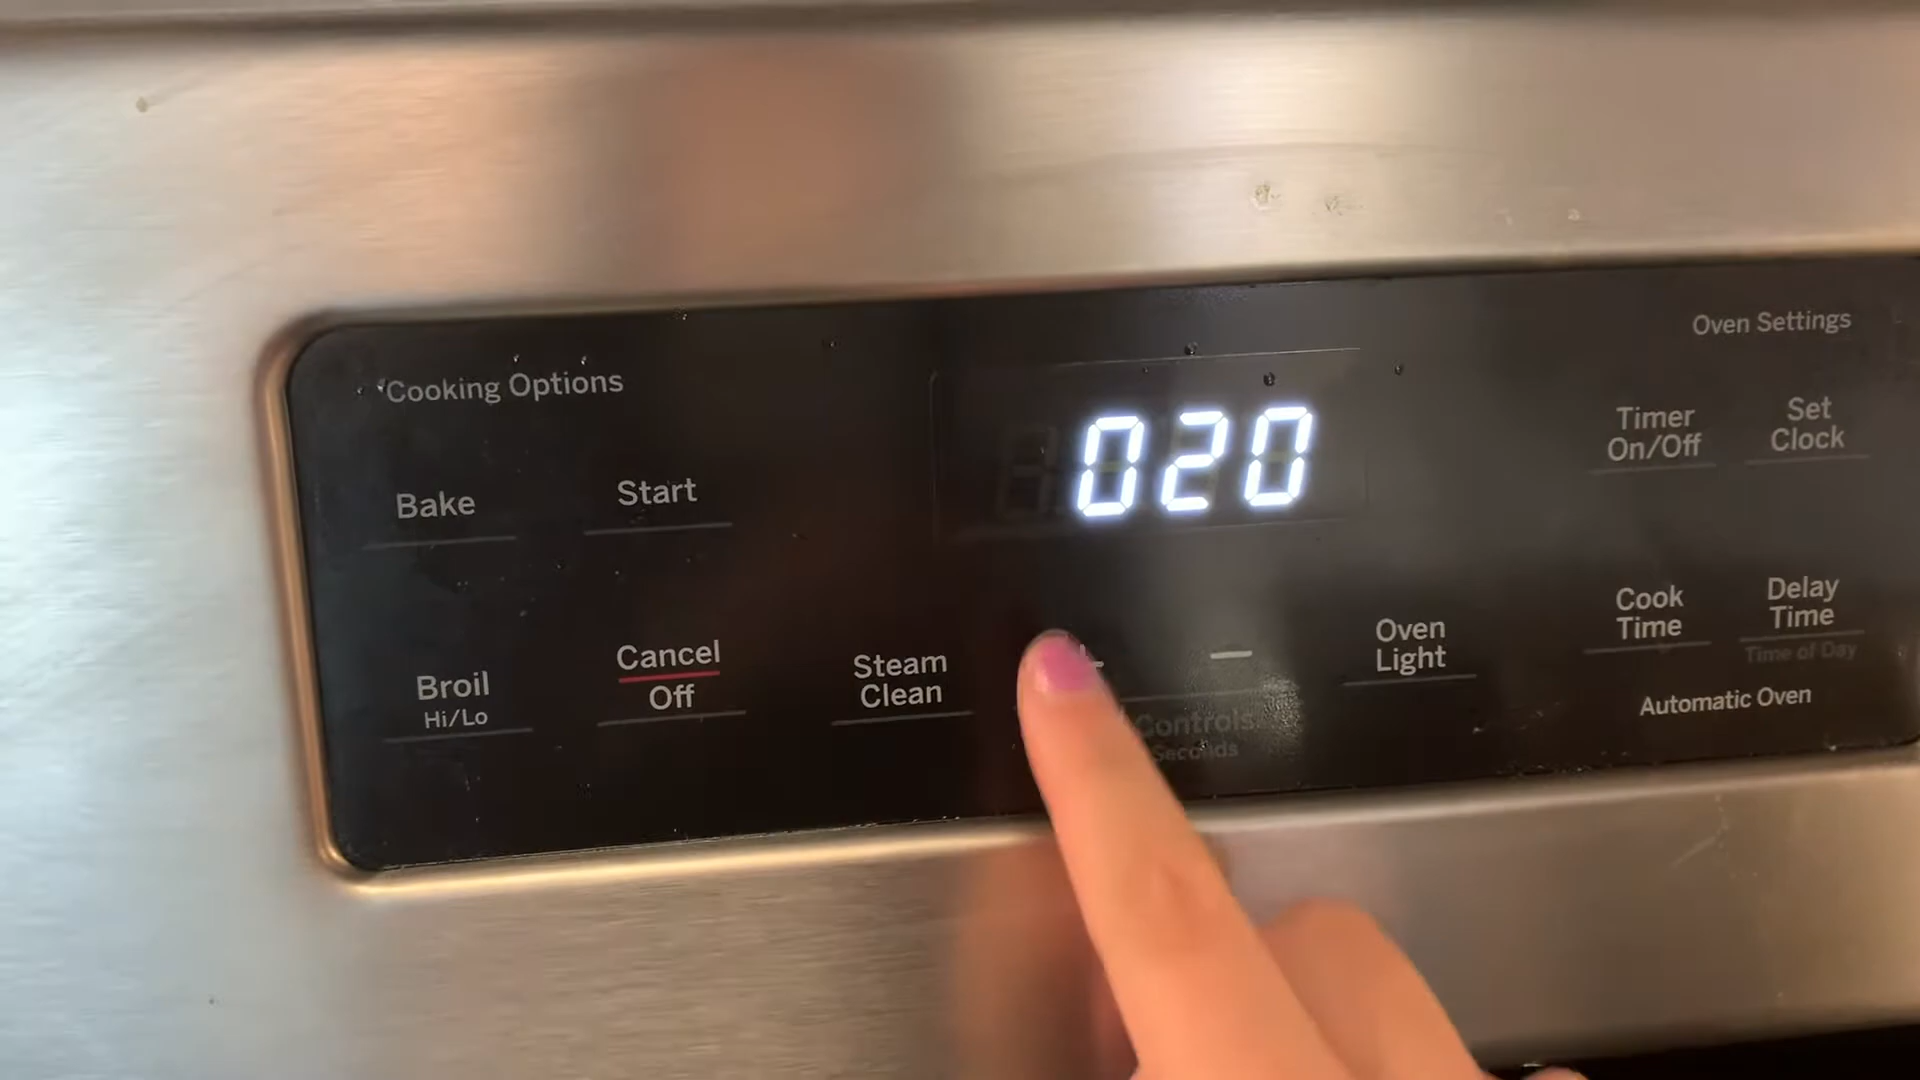 Cooking Options
Bake
Start
Broil
Hi/Lo
Cancel
Off
Steam
Clean
020
+
−
Controls
Seconds
Oven
Light
Oven Settings
Timer
On/Off
Set
Clock
Cook
Time
Delay
Time
Time of Day
Automatic Oven